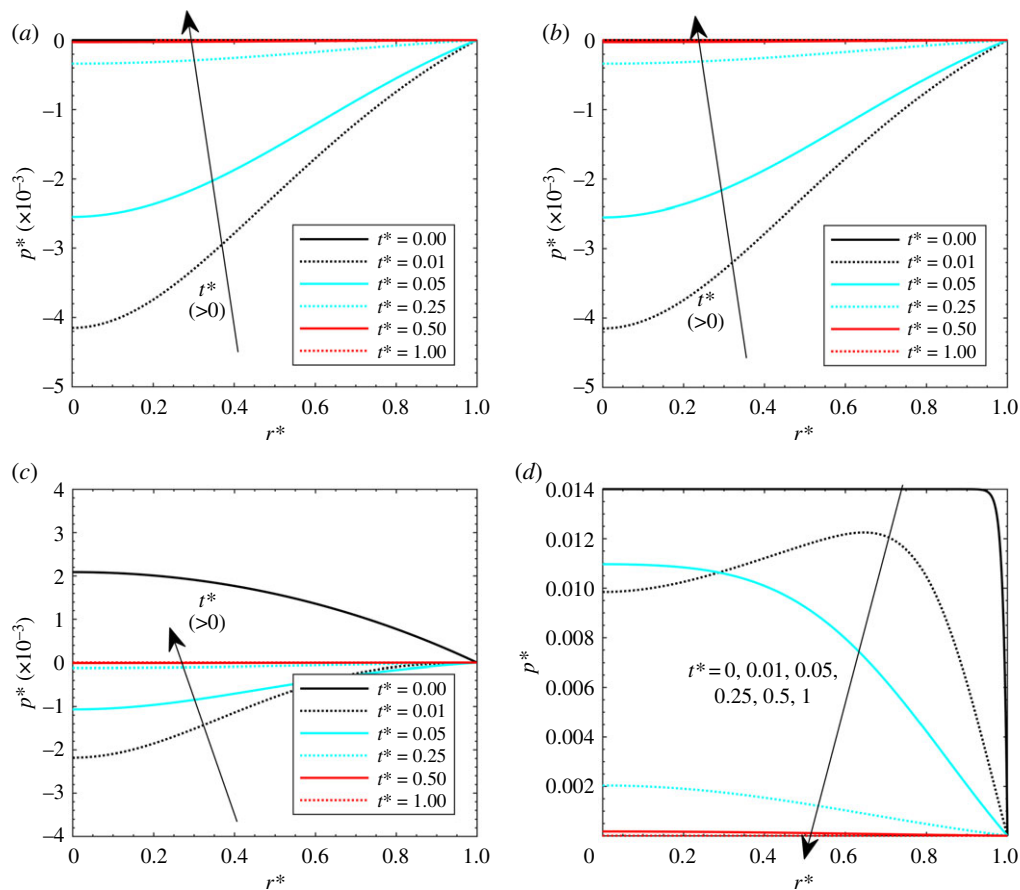 (a)
0
–1
–2
–3
–4
–5
p* (×10⁻³)
t*
(>0)
t* = 0.00
t* = 0.01
t* = 0.05
t* = 0.25
t* = 0.50
t* = 1.00
0 0.2 0.4 0.6 0.8 1.0
r*
(b)
0
–1
–2
–3
–4
–5
p* (×10⁻³)
t*
(>0)
t* = 0.00
t* = 0.01
t* = 0.05
t* = 0.25
t* = 0.50
t* = 1.00
0 0.2 0.4 0.6 0.8 1.0
r*
(c)
4
3
2
1
0
–1
–2
–3
–4
p* (×10⁻³)
t*
(>0)
t* = 0.00
t* = 0.01
t* = 0.05
t* = 0.25
t* = 0.50
t* = 1.00
0 0.2 0.4 0.6 0.8 1.0
r*
(d)
0.014
0.012
0.010
0.008
0.006
0.004
0.002
p*
t* = 0, 0.01, 0.05,
0.25, 0.5, 1
0 0.2 0.4 0.6 0.8 1.0
r*